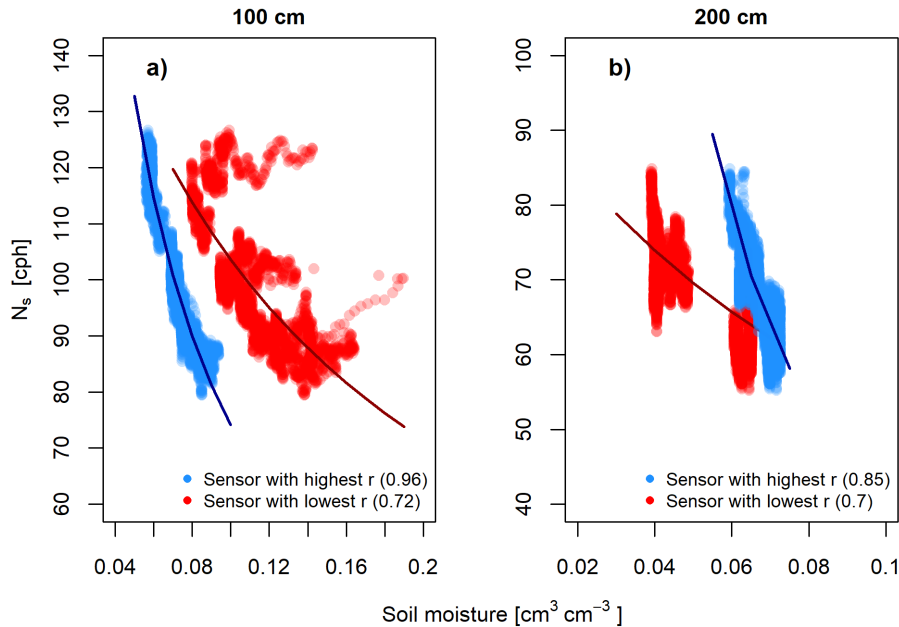 100 cm
200 cm
a)
b)
140
130
120
110
100
90
80
70
60
100
90
80
70
60
50
40
Nₛ [cph]
Sensor with highest r (0.96)
Sensor with lowest r (0.72)
Sensor with highest r (0.85)
Sensor with lowest r (0.7)
0.04 0.08 0.12 0.16 0.2
0.02 0.04 0.06 0.08 0.1
Soil moisture [cm³ cm⁻³ ]